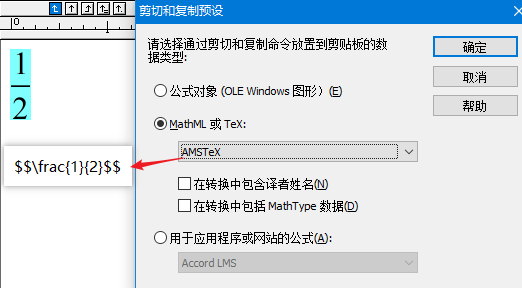 剪切和复制预设
0
1
请选择通过剪切和复制命令放置到剪贴板的数
据类型:
确定
取消
帮助
1
2
公式对象 (OLE Windows 图形) (E)
MathML 或 TeX:
$$\frac{1}{2}$$
AMSTeX
在转换中包含译者姓名(N)
在转换中包括 MathType 数据(D)
用于应用程序或网站的公式(A):
Accord LMS